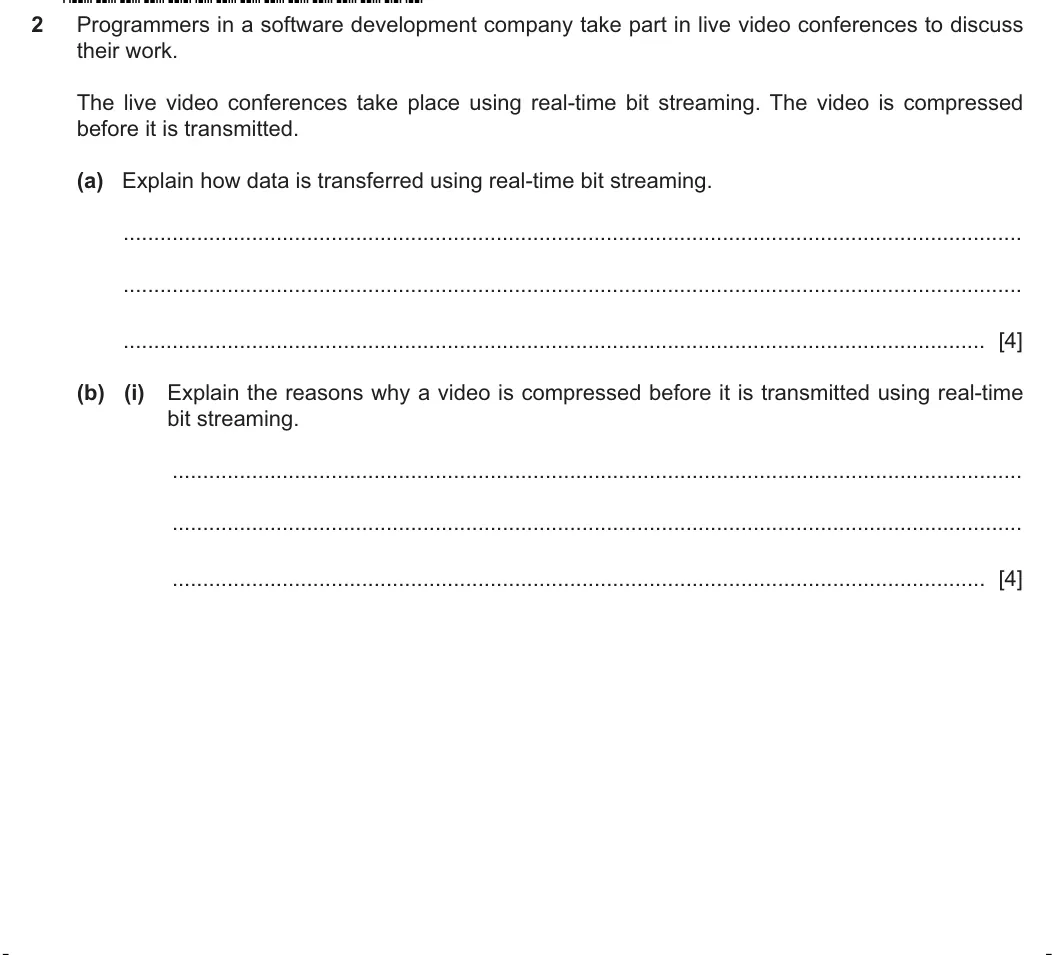 2 Programmers in a software development company take part in live video conferences to discuss
their work.
The live video conferences take place using real-time bit streaming. The video is compressed
before it is transmitted.
(a) Explain how data is transferred using real-time bit streaming.
...................................................................................................................................................
...................................................................................................................................................
............................................................................................................................................. [4]
(b) (i) Explain the reasons why a video is compressed before it is transmitted using real-time
bit streaming.
...........................................................................................................................................
...........................................................................................................................................
..................................................................................................................................... [4]